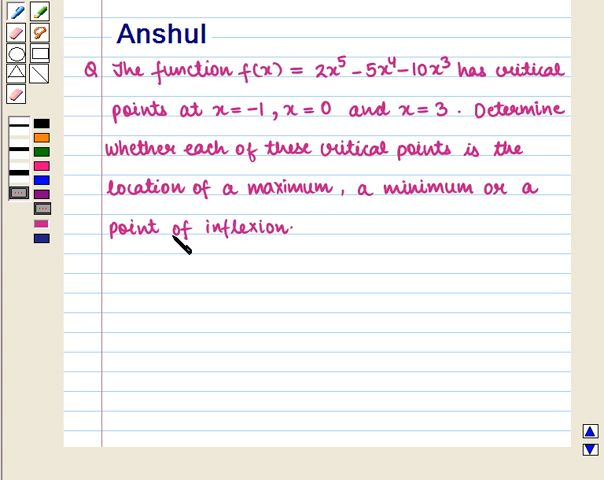 Anshul
Q The function f(x) = 2x⁵ - 5x⁴ - 10x³ has critical
points at x = -1 , x = 0 and x = 3 . Determine
whether each of these critical points is the
location of a maximum , a minimum or a
point of inflexion.